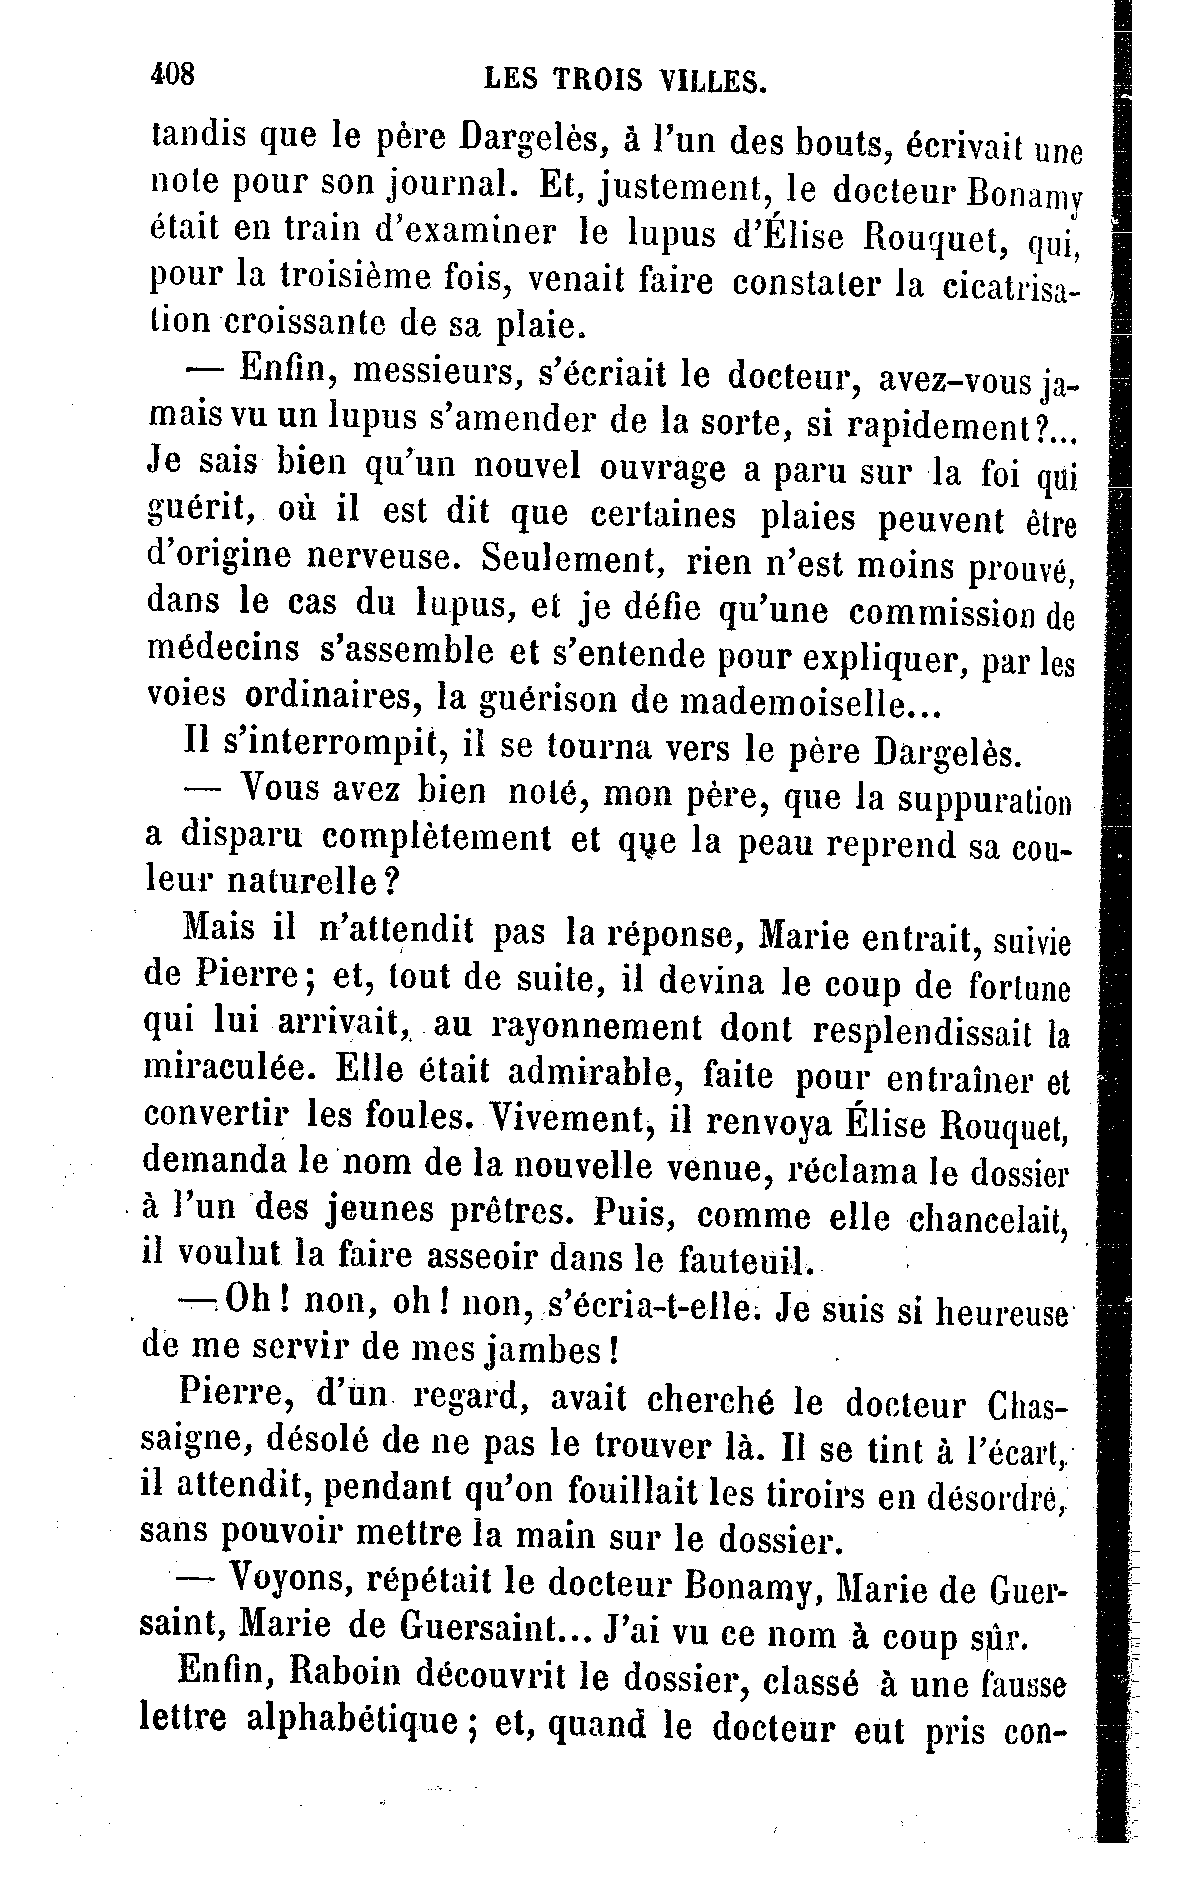 408 LES TROIS VILLES.
tandis que le père Dargelès, à l'un des bouts, écrivait une
note pour son journal. Et, justement, le docteur Bonamy
était en train d'examiner le lupus d'Élise Rouquet, qui,
pour la troisième fois, venait faire constater la cicatrisa-
tion croissante de sa plaie.
— Enfin, messieurs, s'écriait le docteur, avez-vous ja-
mais vu un lupus s'amender de la sorte, si rapidement?...
Je sais bien qu'un nouvel ouvrage a paru sur la foi qui
guérit, où il est dit que certaines plaies peuvent être
d'origine nerveuse. Seulement, rien n'est moins prouvé,
dans le cas du lupus, et je défie qu'une commission de
médecins s'assemble et s'entende pour expliquer, par les
voies ordinaires, la guérison de mademoiselle...
Il s'interrompit, il se tourna vers le père Dargelès.
— Vous avez bien noté, mon père, que la suppuration
a disparu complètement et que la peau reprend sa cou-
leur naturelle?
Mais il n'attendit pas la réponse, Marie entrait, suivie
de Pierre; et, tout de suite, il devina le coup de fortune
qui lui arrivait, au rayonnement dont resplendissait la
miraculée. Elle était admirable, faite pour entraîner et
convertir les foules. Vivement, il renvoya Élise Rouquet,
demanda le nom de la nouvelle venue, réclama le dossier
à l'un des jeunes prêtres. Puis, comme elle chancelait,
il voulut la faire asseoir dans le fauteuil.
— Oh! non, oh! non, s'écria-t-elle. Je suis si heureuse
de me servir de mes jambes!
Pierre, d'un regard, avait cherché le docteur Chas-
saigne, désolé de ne pas le trouver là. Il se tint à l'écart,
il attendit, pendant qu'on fouillait les tiroirs en désordre,
sans pouvoir mettre la main sur le dossier.
— Voyons, répétait le docteur Bonamy, Marie de Guer-
saint, Marie de Guersaint... J'ai vu ce nom à coup sûr.
Enfin, Raboin découvrit le dossier, classé à une fausse
lettre alphabétique; et, quand le docteur eut pris con-